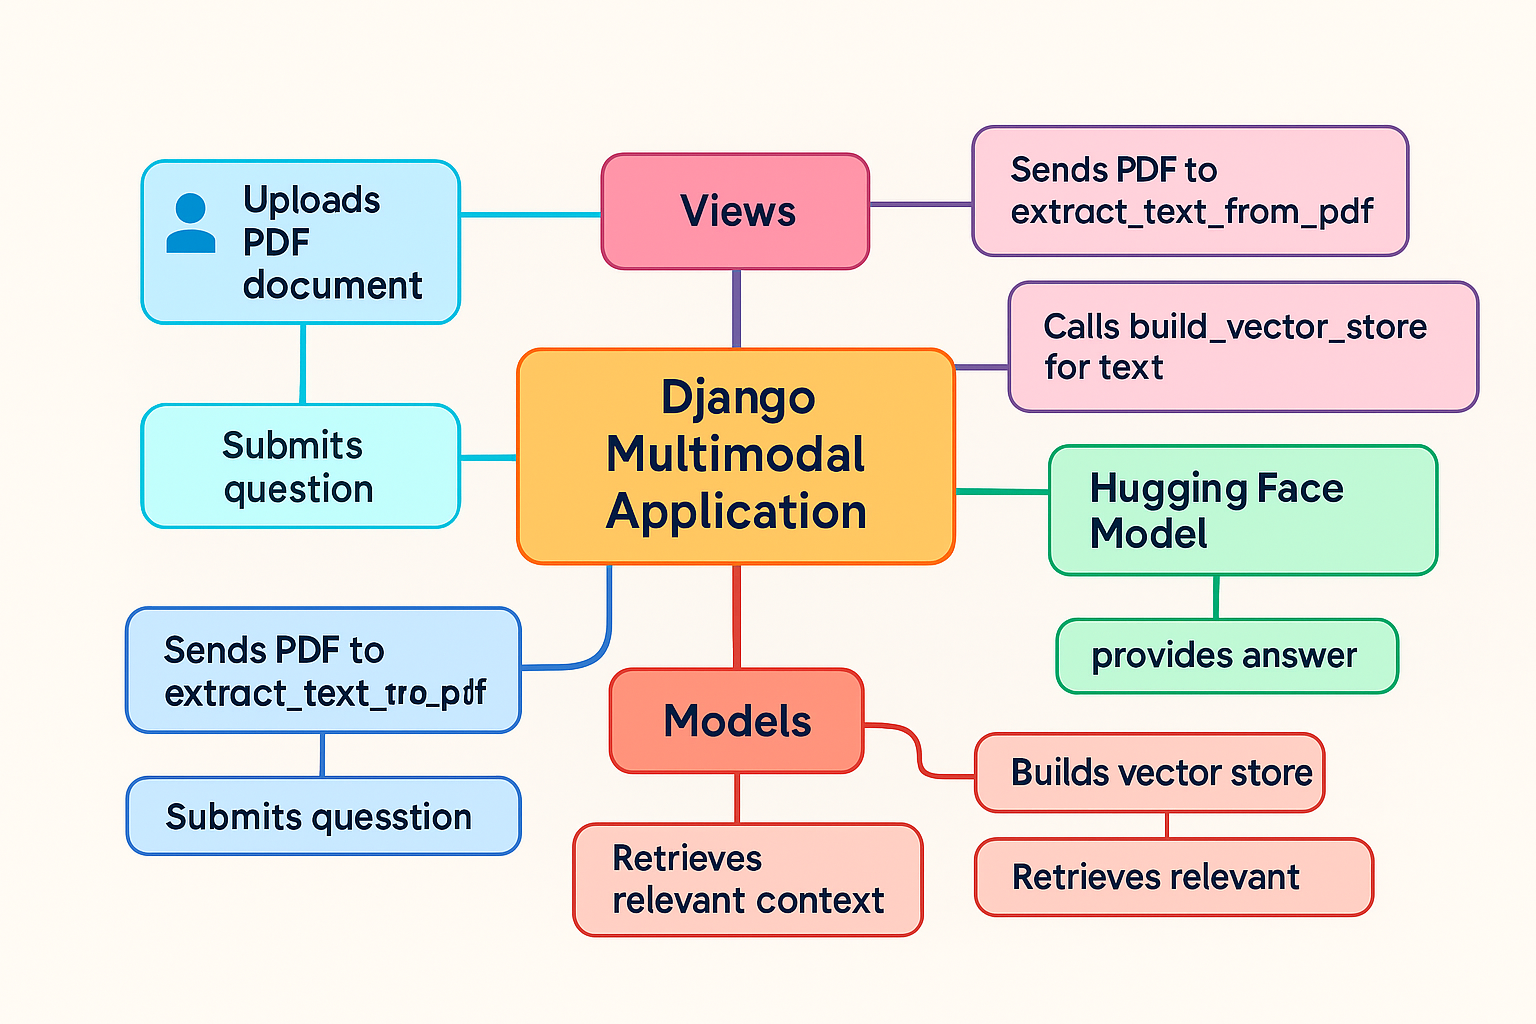 Uploads
PDF
document
Views
Sends PDF to
extract_text_from_pdf
Calls build_vector_store
for text
Submits
question
Django
Multimodal
Application
Hugging Face
Model
provides answer
Sends PDF to
extract_text_tro_pdf
Submits quesstion
Models
Builds vector store
Retrieves
relevant context
Retrieves relevant